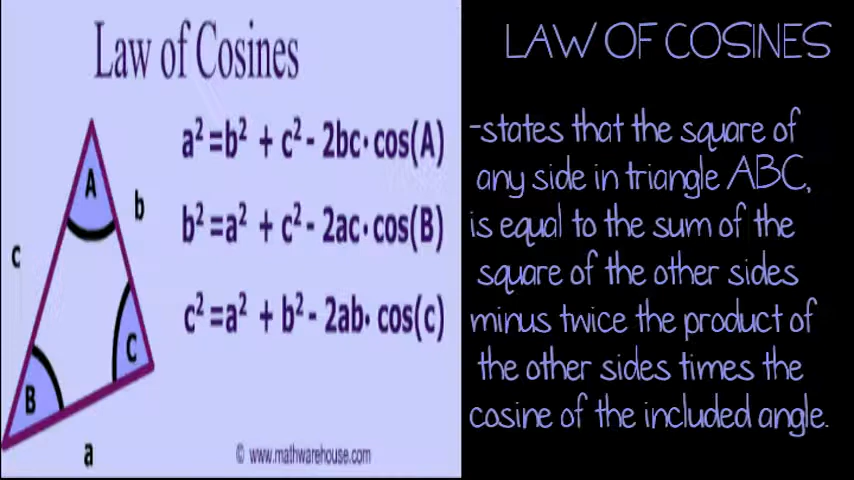 Law of Cosines
a² =b² + c² - 2bc· cos(A)
b² =a² + c² - 2ac· cos(B)
c² =a² + b² - 2ab· cos(c)
A
b
c
C
B
a
© www.mathwarehouse.com
LAW OF COSINES
-states that the square of
any side in triangle ABC,
is equal to the sum of the
square of the other sides
minus twice the product of
the other sides times the
cosine of the included angle.